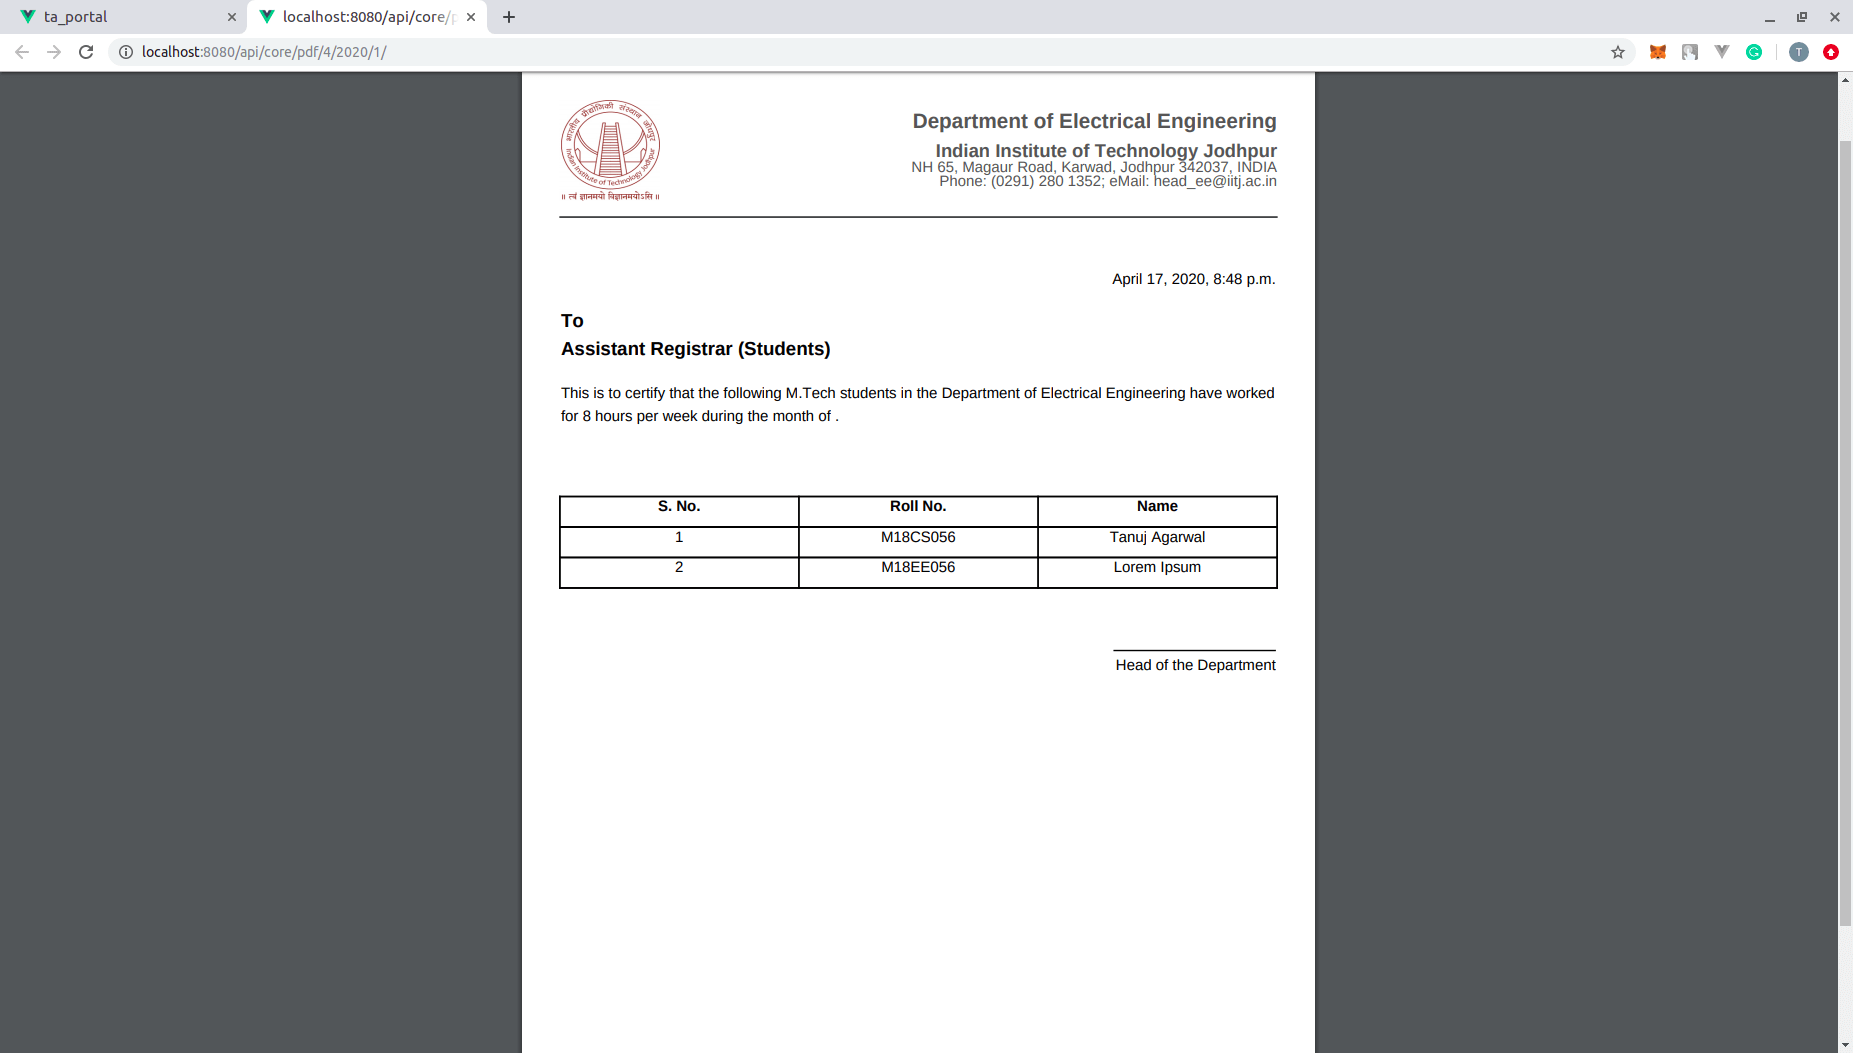 ta_portal
localhost:8080/api/core/p
localhost:8080/api/core/pdf/4/2020/1/
T
भारतीय प्रौद्योगिकी संस्थान जोधपुर
Indian Institute of Technology Jodhpur
॥ त्वं ज्ञानमयो विज्ञानमयोऽसि ॥
Department of Electrical Engineering
Indian Institute of Technology Jodhpur
NH 65, Magaur Road, Karwad, Jodhpur 342037, INDIA
Phone: (0291) 280 1352; eMail: head_ee@iitj.ac.in
April 17, 2020, 8:48 p.m.
To
Assistant Registrar (Students)
This is to certify that the following M.Tech students in the Department of Electrical Engineering have worked
for 8 hours per week during the month of .
S. No. Roll No. Name
1 M18CS056 Tanuj Agarwal
2 M18EE056 Lorem Ipsum
Head of the Department